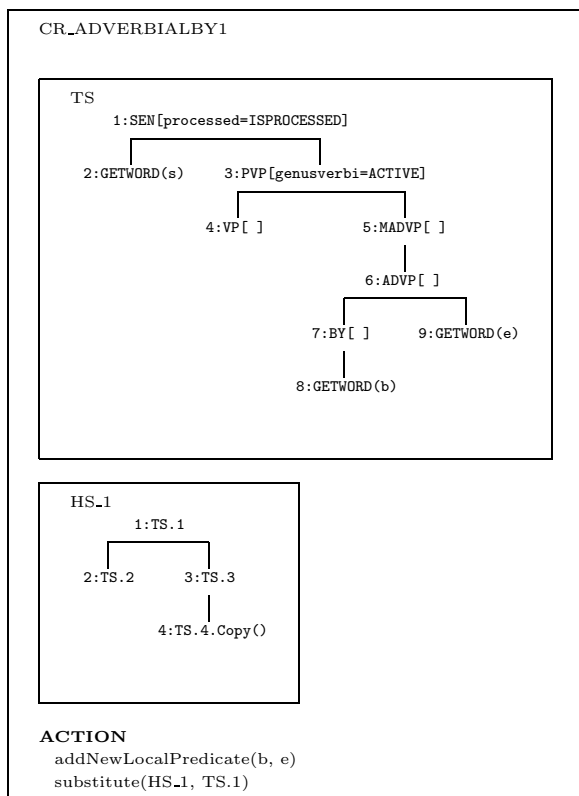 CR_ADVERBIALBY1
TS
1:SEN[processed=ISPROCESSED]
2:GETWORD(s) 3:PVP[genusverbi=ACTIVE]
4:VP[ ] 5:MADVP[ ]
6:ADVP[ ]
7:BY[ ] 9:GETWORD(e)
8:GETWORD(b)
HS_1
1:TS.1
2:TS.2 3:TS.3
4:TS.4.Copy()
ACTION
addNewLocalPredicate(b, e)
substitute(HS_1, TS.1)